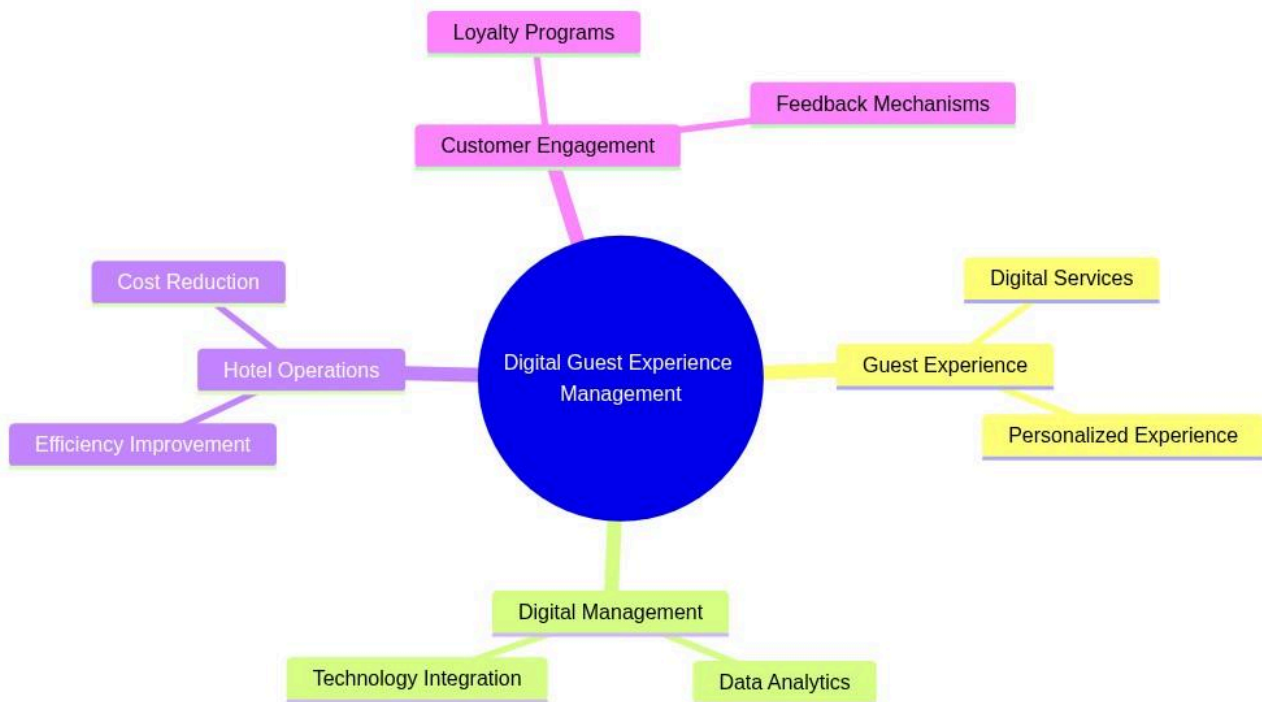 Loyalty Programs
Feedback Mechanisms
Customer Engagement
Cost Reduction
Digital Services
Hotel Operations
Digital Guest Experience
Management
Guest Experience
Efficiency Improvement
Personalized Experience
Digital Management
Technology Integration
Data Analytics